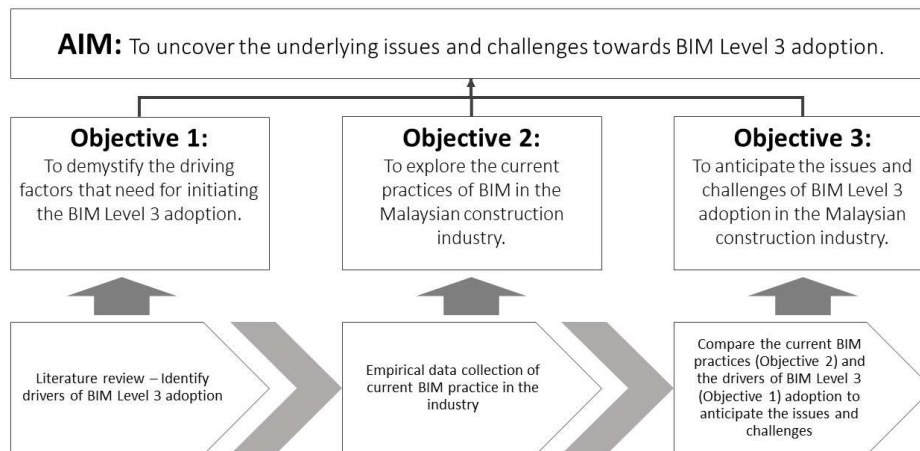 AIM: To uncover the underlying issues and challenges towards BIM Level 3 adoption.
Objective 1:
To demystify the driving
factors that need for initiating
the BIM Level 3 adoption.
Objective 2:
To explore the current
practices of BIM in the
Malaysian construction
industry.
Objective 3:
To anticipate the issues and
challenges of BIM Level 3
adoption in the Malaysian
construction industry.
Literature review – Identify
drivers of BIM Level 3 adoption
Empirical data collection of
current BIM practice in the
industry
Compare the current BIM
practices (Objective 2) and
the drivers of BIM Level 3
(Objective 1) adoption to
anticipate the issues and
challenges